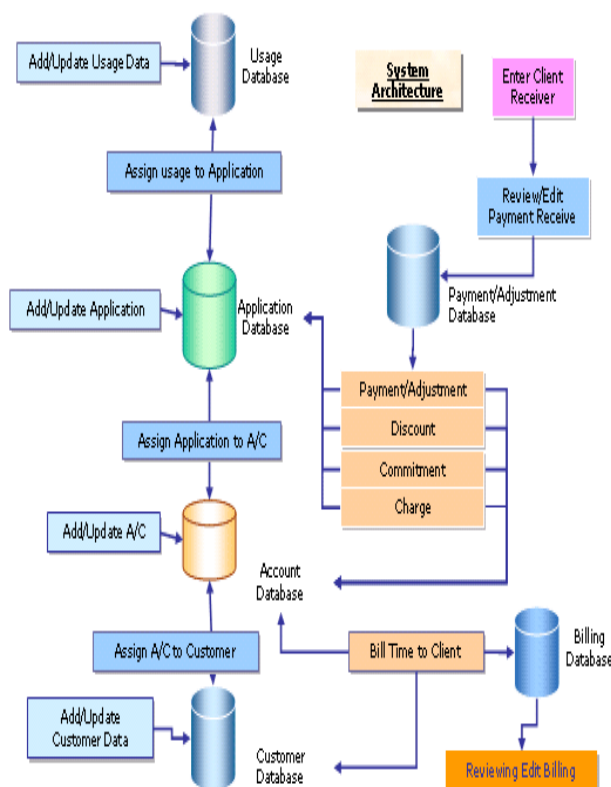 Add/Update Usage Data
Usage
Database
System
Architecture
Enter Client
Receiver
Assign usage to Application
Review/Edit
Payment Receive
Add/Update Application
Application
Database
Payment/Adjustment
Database
Payment/Adjustment
Discount
Commitment
Charge
Assign Application to A/C
Add/Update A/C
Account
Database
Assign A/C to Customer
Bill Time to Client
Billing
Database
Add/Update
Customer Data
Customer
Database
Reviewing Edit Billing